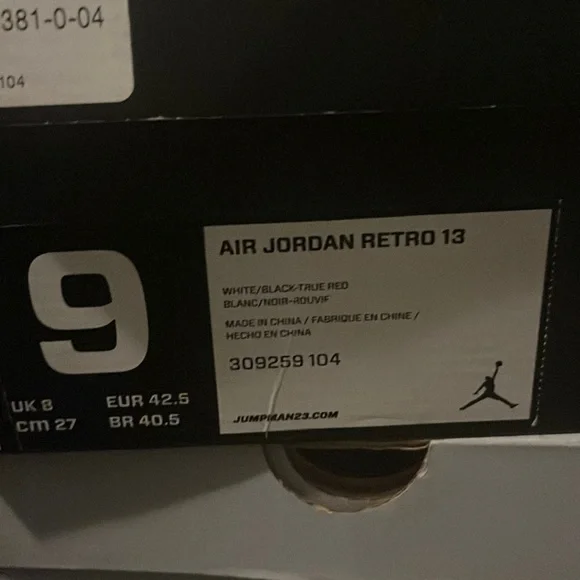 381-0-04
104
9
UK 8
EUR 42.5
cm 27
BR 40.5
AIR JORDAN RETRO 13
WHITE/BLACK-TRUE RED
BLANC/NOIR-ROUVIF
MADE IN CHINA / FABRIQUE EN CHINE /
HECHO EN CHINA
309259 104
JUMPMAN23.COM